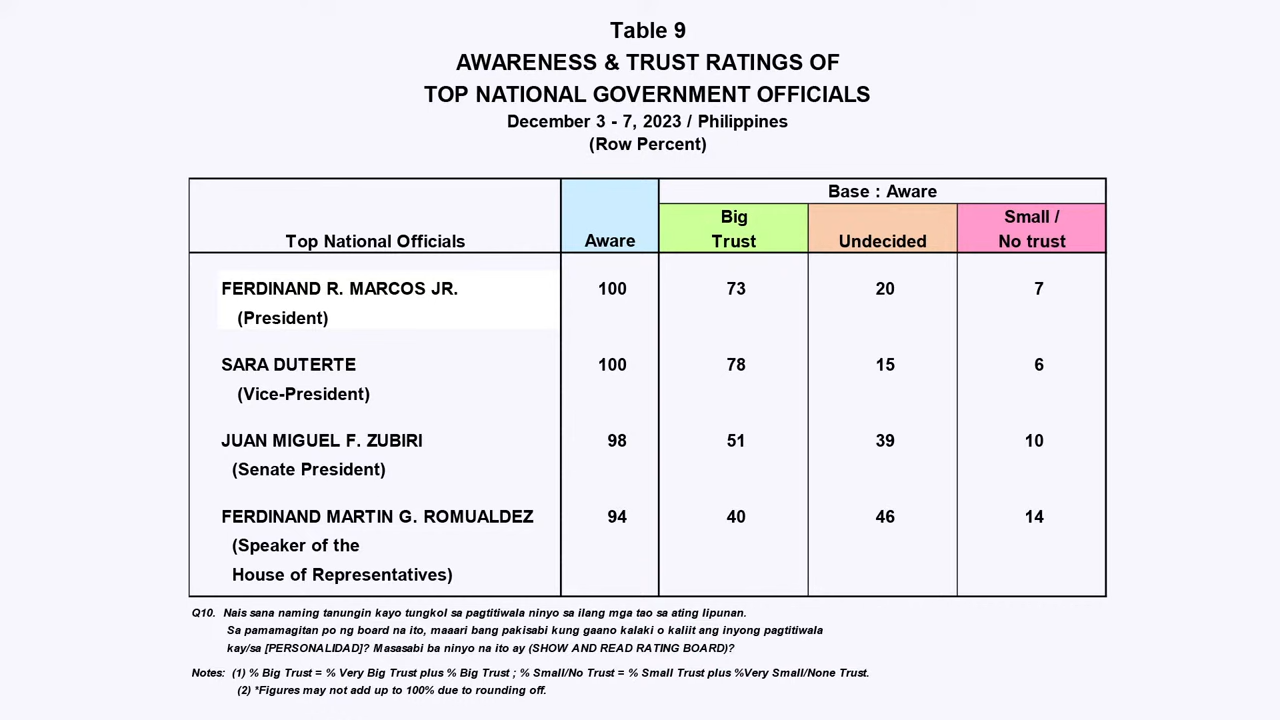 Table 9
AWARENESS & TRUST RATINGS OF
TOP NATIONAL GOVERNMENT OFFICIALS
December 3 - 7, 2023 / Philippines
(Row Percent)
Base : Aware
Big Small /
Top National Officials Aware Trust Undecided No trust
FERDINAND R. MARCOS JR. 100 73 20 7
(President)
SARA DUTERTE 100 78 15 6
(Vice-President)
JUAN MIGUEL F. ZUBIRI 98 51 39 10
(Senate President)
FERDINAND MARTIN G. ROMUALDEZ 94 40 46 14
(Speaker of the
House of Representatives)
Q10. Nais sana naming tanungin kayo tungkol sa pagtitiwala ninyo sa ilang mga tao sa ating lipunan.
Sa pamamagitan po ng board na ito, maaari bang pakisabi kung gaano kalaki o kaliit ang inyong pagtitiwala
kay/sa [PERSONALIDAD]? Masasabi ba ninyo na ito ay (SHOW AND READ RATING BOARD)?
Notes: (1) % Big Trust = % Very Big Trust plus % Big Trust ; % Small/No Trust = % Small Trust plus %Very Small/None Trust.
(2) *Figures may not add up to 100% due to rounding off.